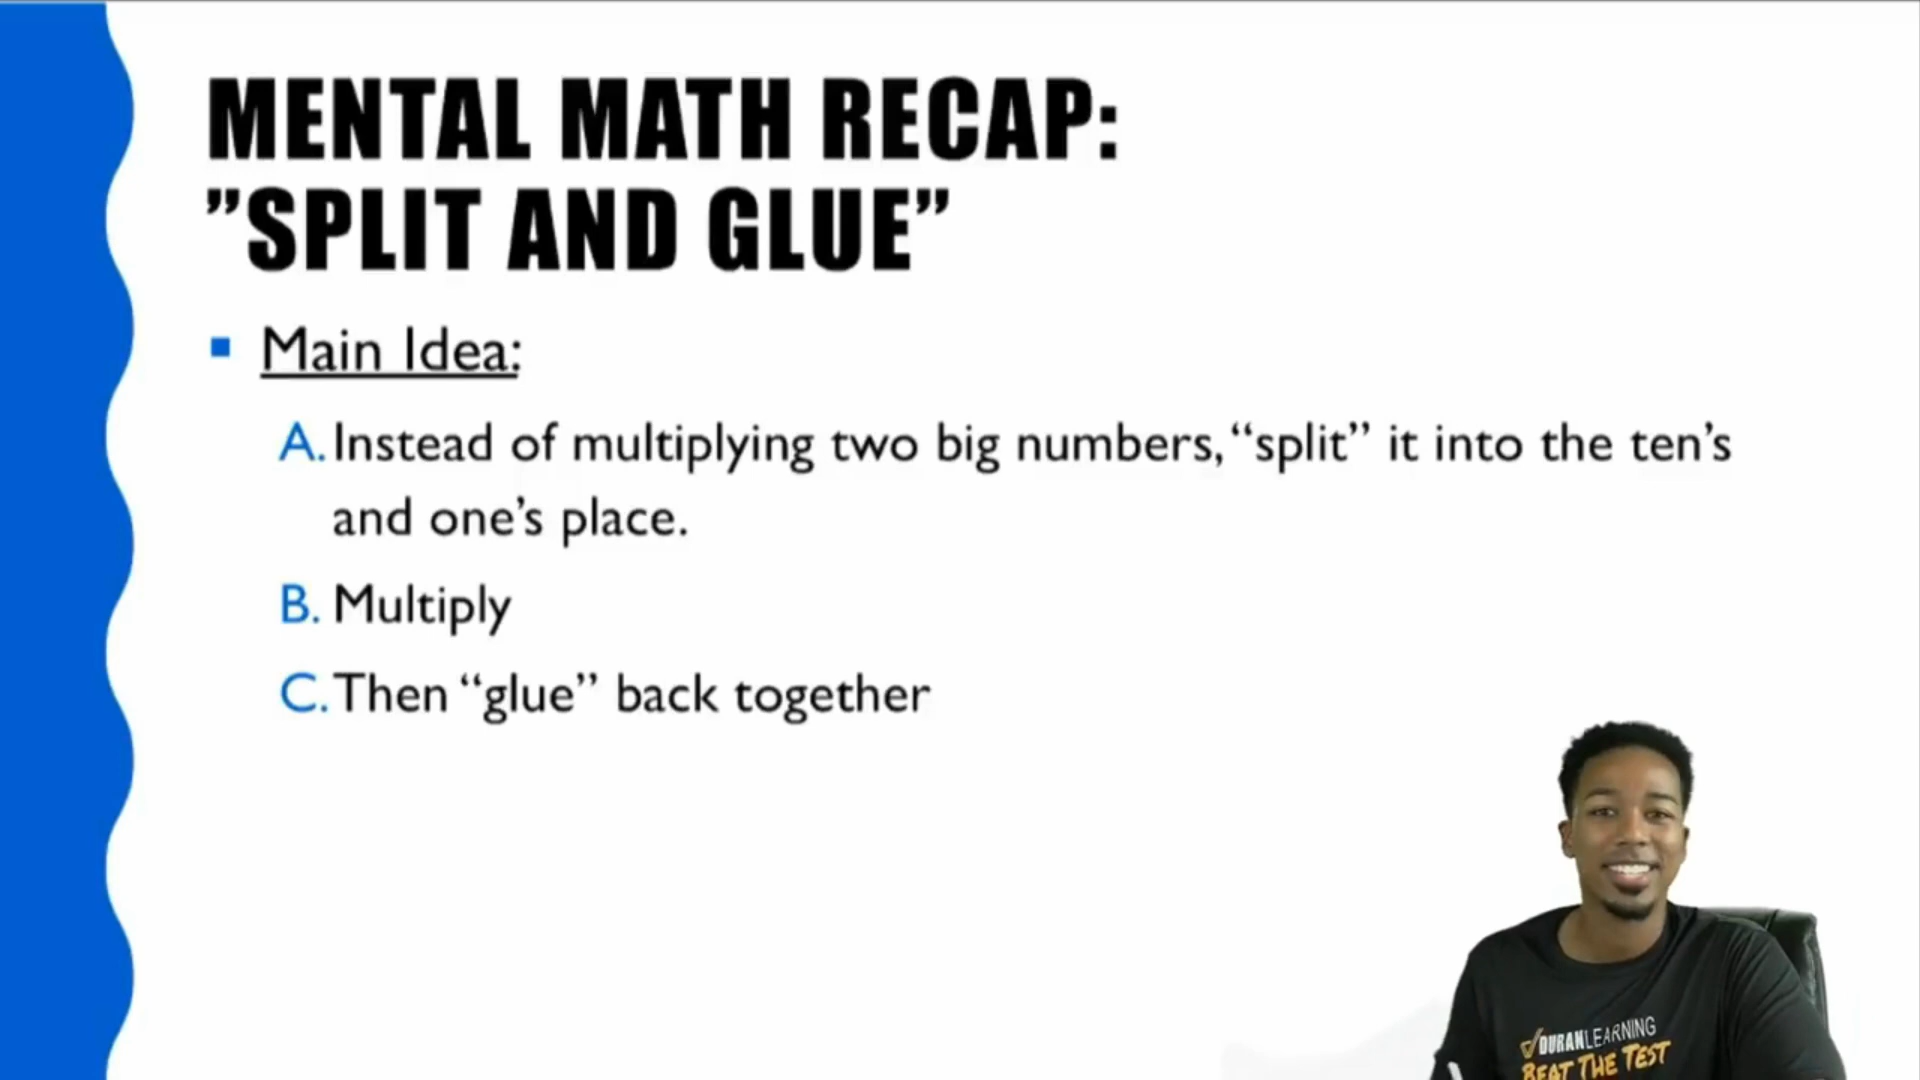 MENTAL MATH RECAP:
”SPLIT AND GLUE”
▪ Main Idea:
A. Instead of multiplying two big numbers, “split” it into the ten’s
and one’s place.
B. Multiply
C. Then “glue” back together
DURANLEARNING
BEAT THE TEST